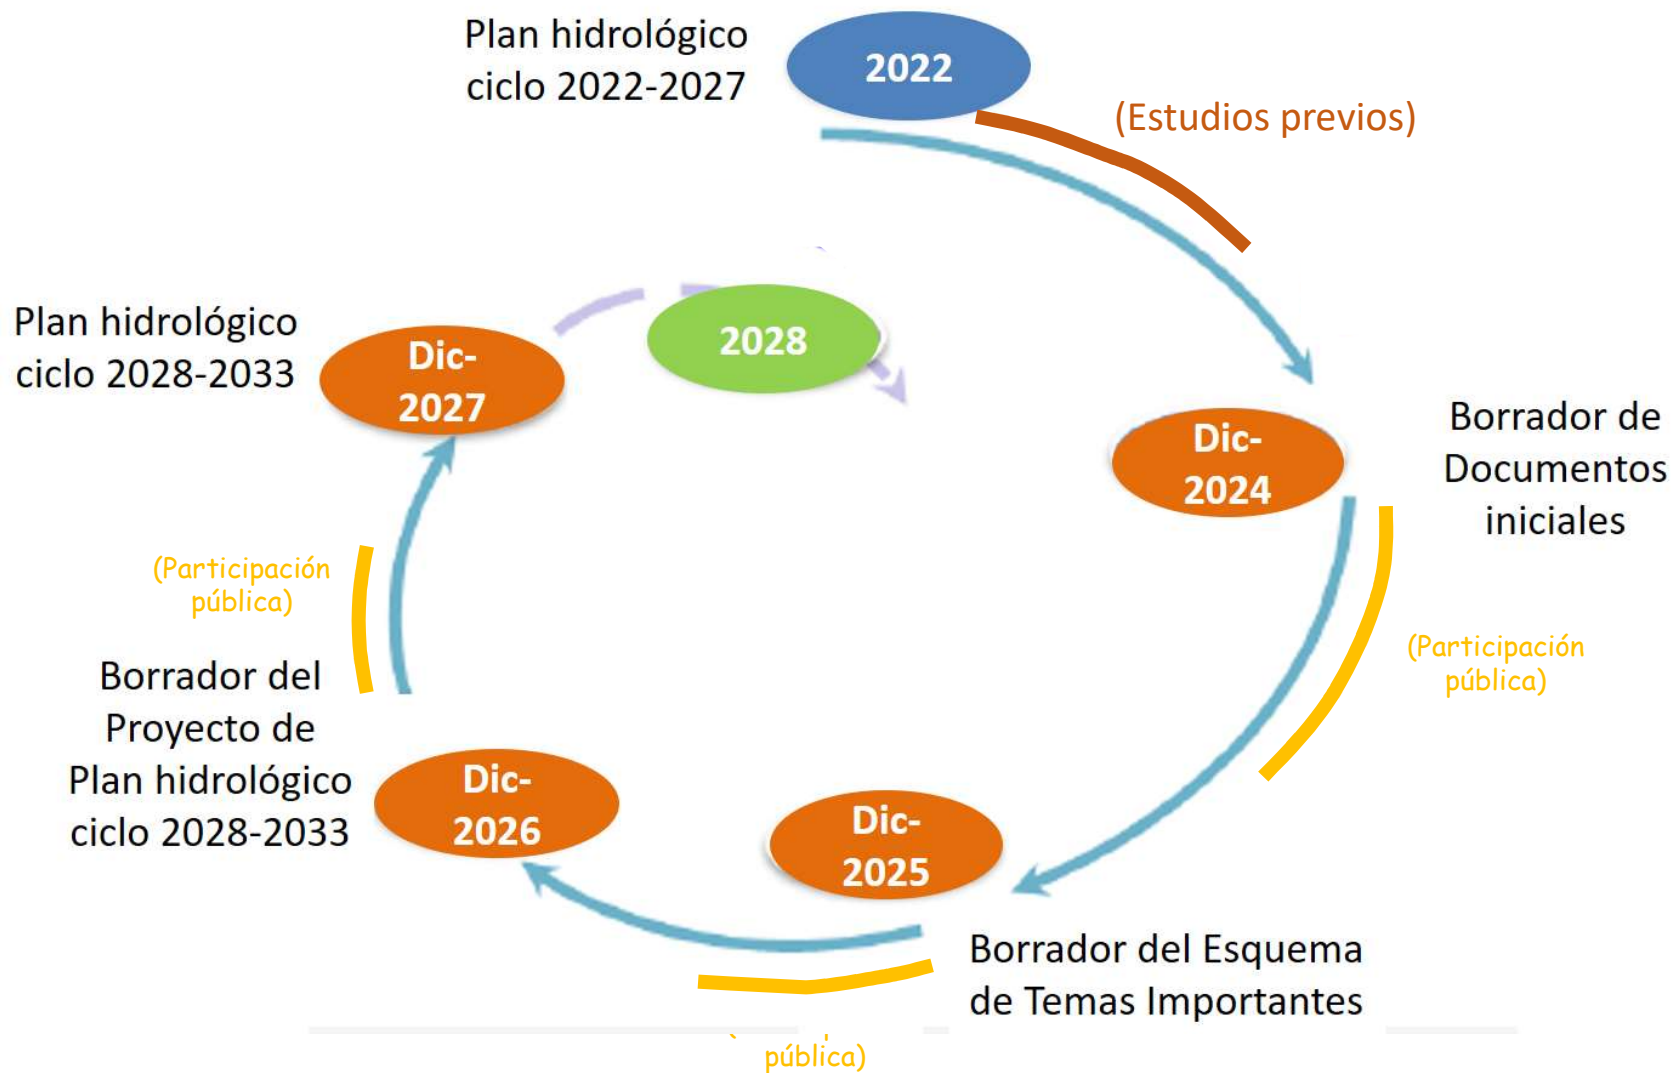 Plan hidrológico
ciclo 2022-2027
2022
(Estudios previos)
Borrador de
Documentos
iniciales
Dic-
2024
(Participación
pública)
Dic-
2025
Borrador del Esquema
de Temas Importantes
pública)
Dic-
2026
Borrador del
Proyecto de
Plan hidrológico
ciclo 2028-2033
(Participación
pública)
Plan hidrológico
ciclo 2028-2033
Dic-
2027
2028